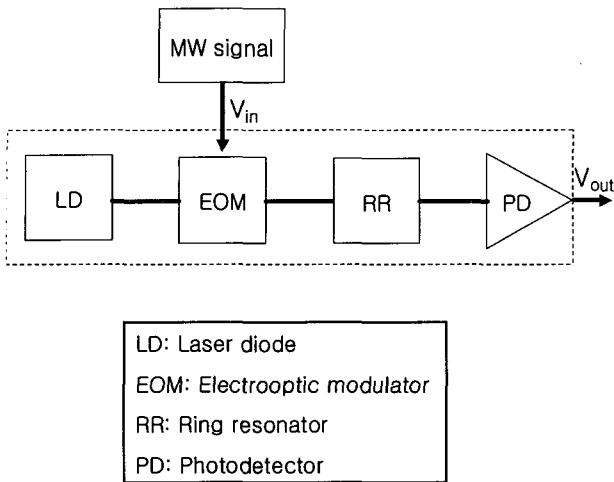 MW signal
V_in
LD
EOM
RR
PD
V_out
LD: Laser diode
EOM: Electrooptic modulator
RR: Ring resonator
PD: Photodetector